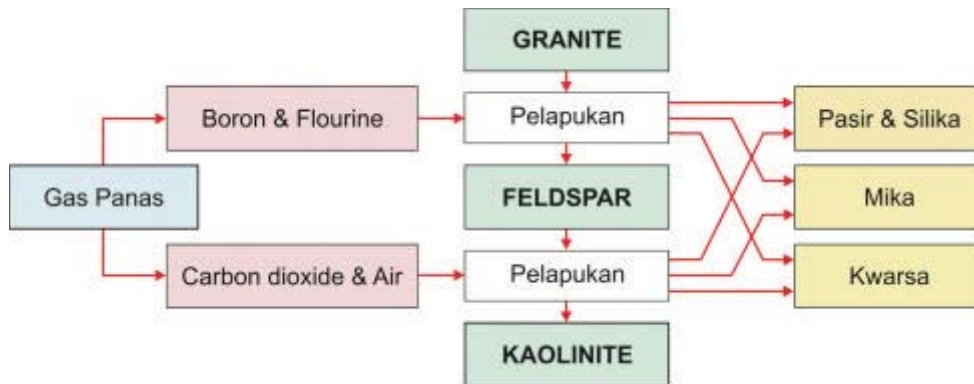 GRANITE
Boron & Flourine
Pelapukan
Pasir & Silika
Gas Panas
FELDSPAR
Mika
Carbon dioxide & Air
Pelapukan
Kwarsa
KAOLINITE